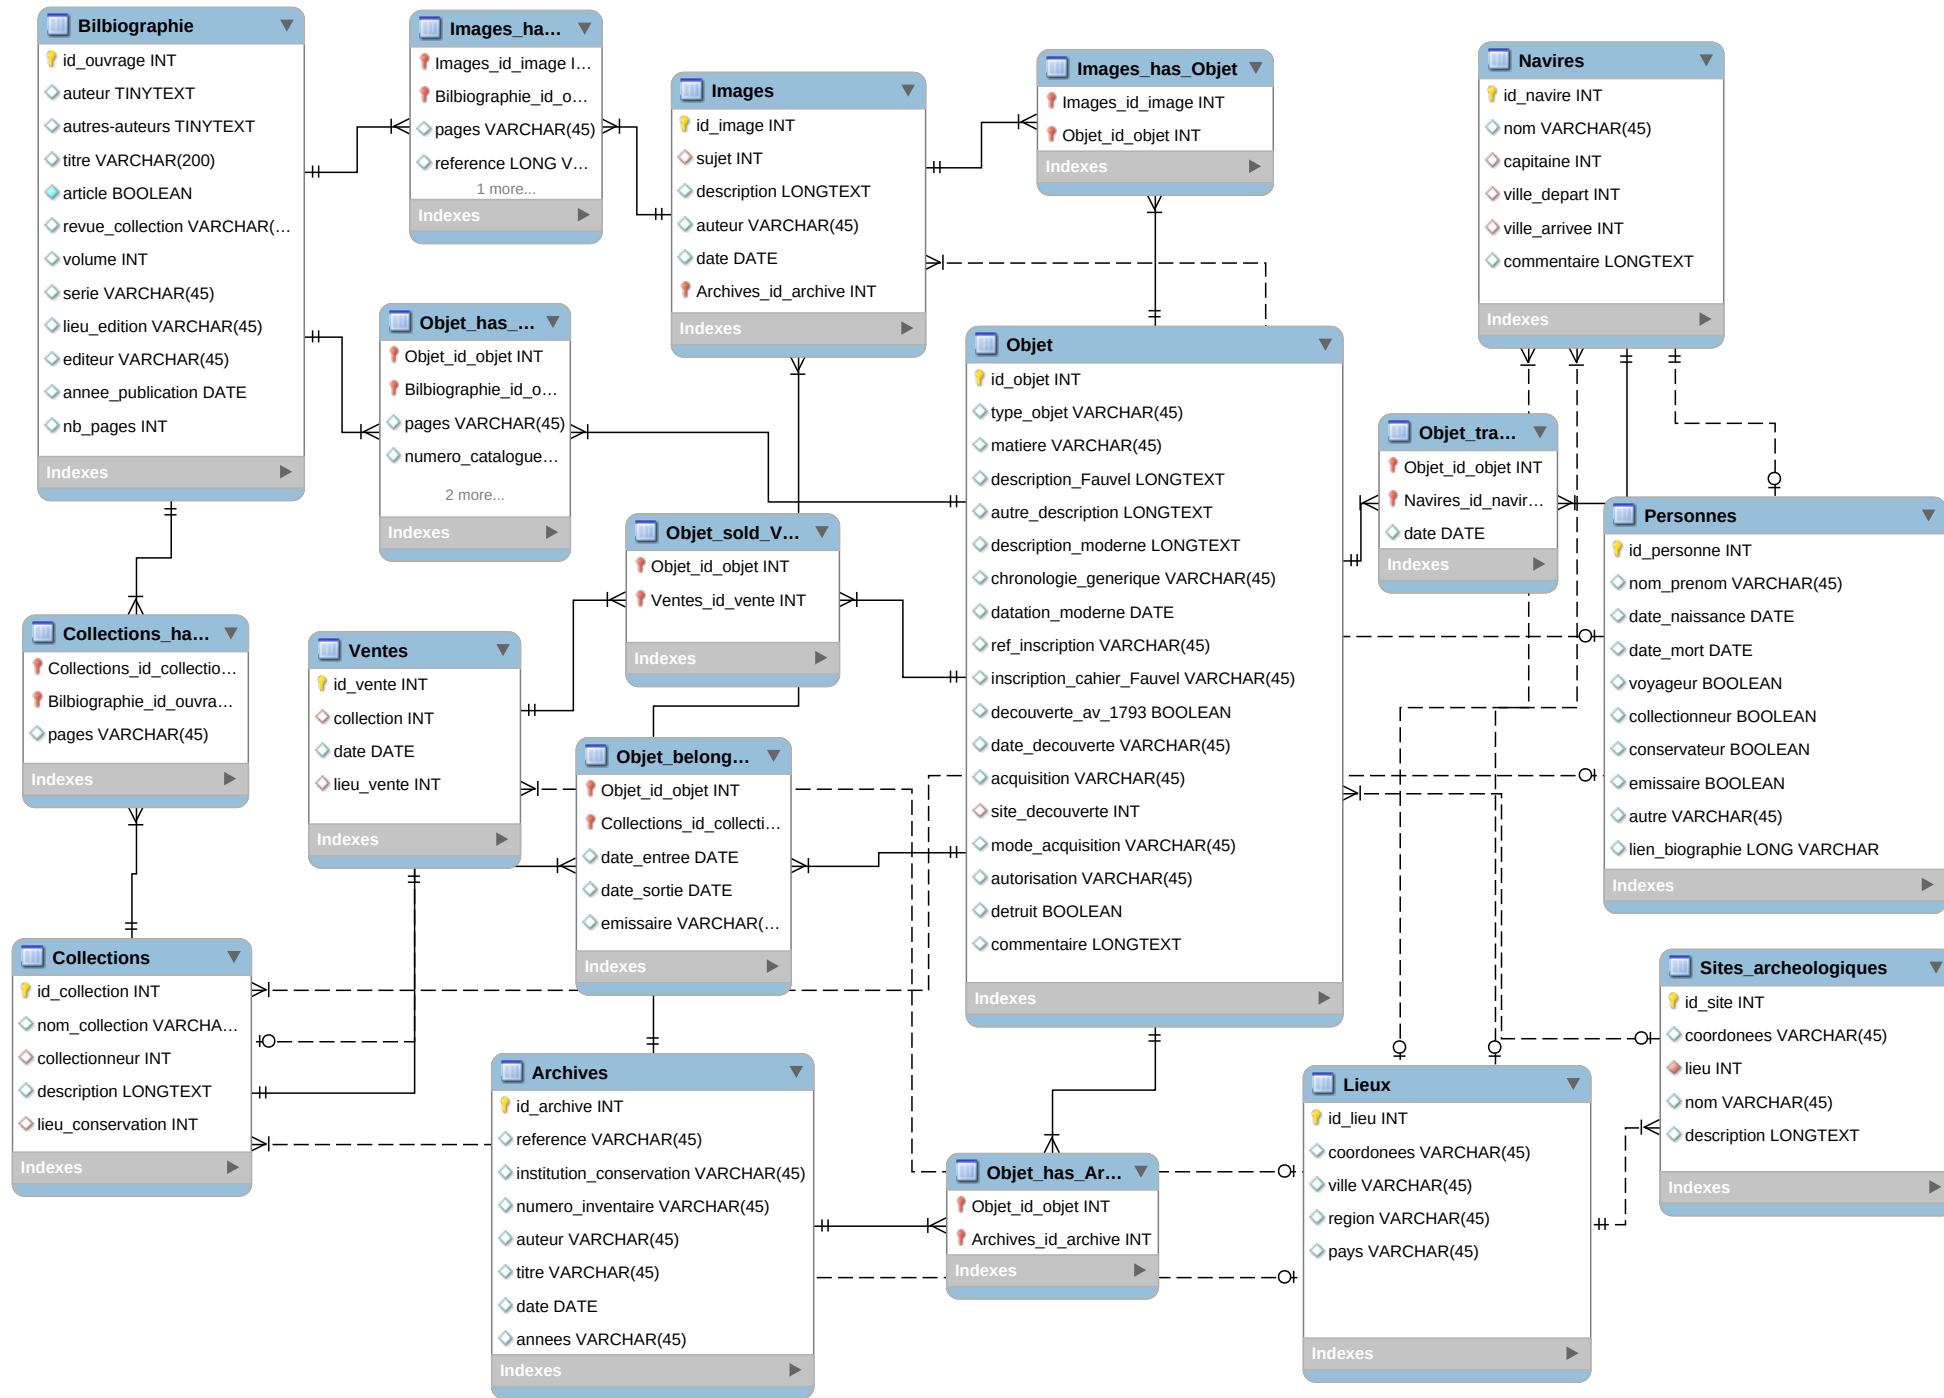 Bilbiographie
id_ouvrage INT
auteur TINYTEXT
autres-auteurs TINYTEXT
titre VARCHAR(200)
article BOOLEAN
revue_collection VARCHAR(…
volume INT
serie VARCHAR(45)
lieu_edition VARCHAR(45)
editeur VARCHAR(45)
annee_publication DATE
nb_pages INT
Indexes
Images_ha…
Images_id_image I…
Bilbiographie_id_o…
pages VARCHAR(45)
reference LONG V…
1 more...
Indexes
Images
id_image INT
sujet INT
description LONGTEXT
auteur VARCHAR(45)
date DATE
Archives_id_archive INT
Indexes
Images_has_Objet
Images_id_image INT
Objet_id_objet INT
Indexes
Navires
id_navire INT
nom VARCHAR(45)
capitaine INT
ville_depart INT
ville_arrivee INT
commentaire LONGTEXT
Indexes
Objet_has_…
Objet_id_objet INT
Bilbiographie_id_o…
pages VARCHAR(45)
numero_catalogue…
2 more...
Indexes
Objet
id_objet INT
type_objet VARCHAR(45)
matiere VARCHAR(45)
description_Fauvel LONGTEXT
autre_description LONGTEXT
description_moderne LONGTEXT
chronologie_generique VARCHAR(45)
datation_moderne DATE
ref_inscription VARCHAR(45)
inscription_cahier_Fauvel VARCHAR(45)
decouverte_av_1793 BOOLEAN
date_decouverte VARCHAR(45)
acquisition VARCHAR(45)
site_decouverte INT
mode_acquisition VARCHAR(45)
autorisation VARCHAR(45)
detruit BOOLEAN
commentaire LONGTEXT
Indexes
Objet_tra…
Objet_id_objet INT
Navires_id_navir…
date DATE
Indexes
Personnes
id_personne INT
nom_prenom VARCHAR(45)
date_naissance DATE
date_mort DATE
voyageur BOOLEAN
collectionneur BOOLEAN
conservateur BOOLEAN
emissaire BOOLEAN
autre VARCHAR(45)
lien_biographie LONG VARCHAR
Indexes
Objet_sold_V…
Objet_id_objet INT
Ventes_id_vente INT
Indexes
Collections_ha…
Collections_id_collectio…
Bilbiographie_id_ouvra…
pages VARCHAR(45)
Indexes
Ventes
id_vente INT
collection INT
date DATE
lieu_vente INT
Indexes
Objet_belong…
Objet_id_objet INT
Collections_id_collecti…
date_entree DATE
date_sortie DATE
emissaire VARCHAR(…
Indexes
Collections
id_collection INT
nom_collection VARCHA…
collectionneur INT
description LONGTEXT
lieu_conservation INT
Indexes
Archives
id_archive INT
reference VARCHAR(45)
institution_conservation VARCHAR(45)
numero_inventaire VARCHAR(45)
auteur VARCHAR(45)
titre VARCHAR(45)
date DATE
annees VARCHAR(45)
Indexes
Objet_has_Ar…
Objet_id_objet INT
Archives_id_archive INT
Indexes
Lieux
id_lieu INT
coordonees VARCHAR(45)
ville VARCHAR(45)
region VARCHAR(45)
pays VARCHAR(45)
Indexes
Sites_archeologiques
id_site INT
coordonees VARCHAR(45)
lieu INT
nom VARCHAR(45)
description LONGTEXT
Indexes